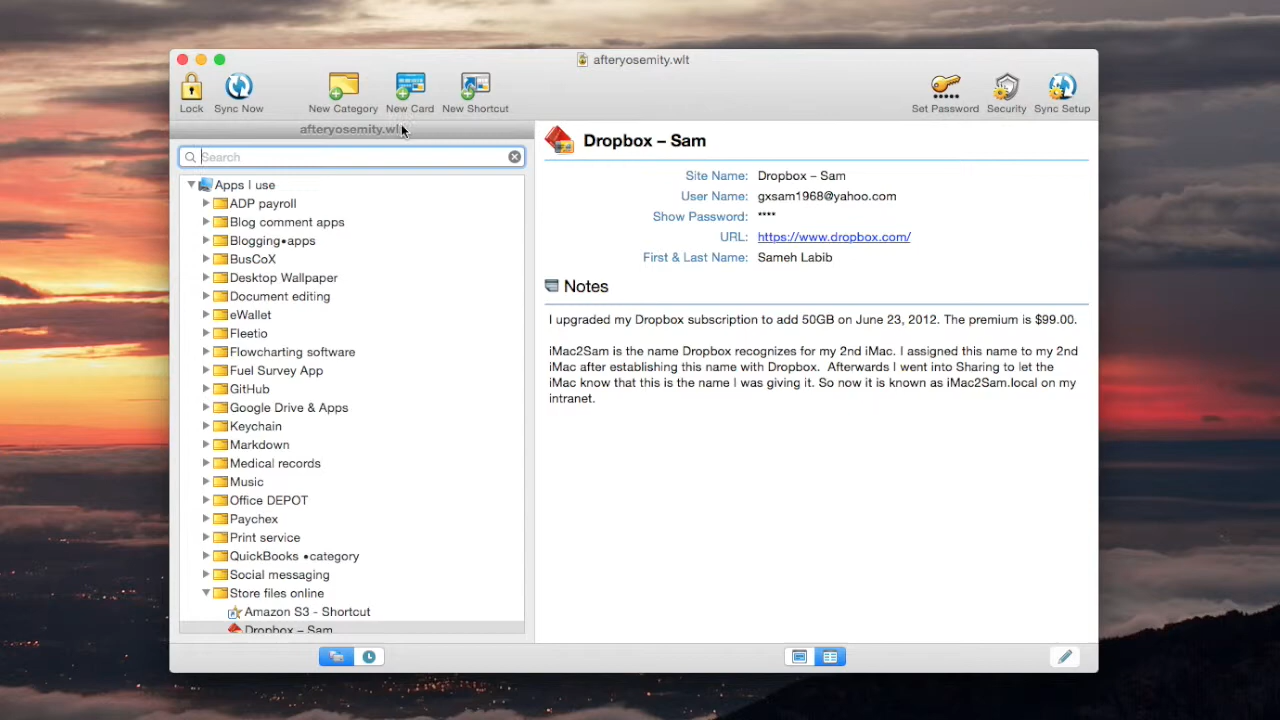 afteryosemity.wlt
Lock
Sync Now
New Category
New Card
New Shortcut
Set Password
Security
Sync Setup
afteryosemity.wlt
Search
Apps I use
ADP payroll
Blog comment apps
Blogging•apps
BusCoX
Desktop Wallpaper
Document editing
eWallet
Fleetio
Flowcharting software
Fuel Survey App
GitHub
Google Drive & Apps
Keychain
Markdown
Medical records
Music
Office DEPOT
Paychex
Print service
QuickBooks •category
Social messaging
Store files online
Amazon S3 - Shortcut
Dropbox – Sam
Dropbox – Sam
Site Name: Dropbox – Sam
User Name: gxsam1968@yahoo.com
Show Password: ****
URL: https://www.dropbox.com/
First & Last Name: Sameh Labib
Notes
I upgraded my Dropbox subscription to add 50GB on June 23, 2012. The premium is $99.00.
iMac2Sam is the name Dropbox recognizes for my 2nd iMac. I assigned this name to my 2nd
iMac after establishing this name with Dropbox.  Afterwards I went into Sharing to let the
iMac know that this is the name I was giving it. So now it is known as iMac2Sam.local on my
intranet.